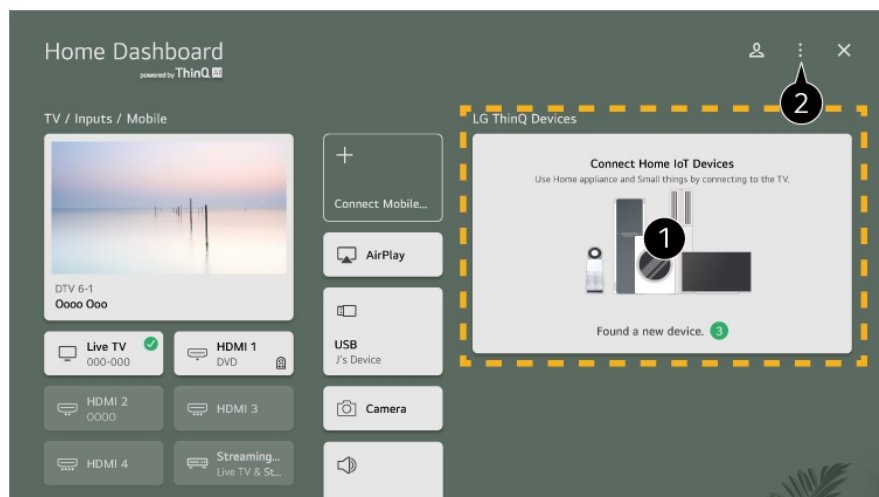 Home Dashboard
powered by ThinQ AI
2
TV / Inputs / Mobile
DTV 6-1
Oooo Ooo
Live TV
000-000
HDMI 1
DVD
HDMI 2
OOOO
HDMI 3
HDMI 4
Streaming...
Live TV & St...
Connect Mobile...
AirPlay
USB
J's Device
Camera
LG ThinQ Devices
Connect Home IoT Devices
Use Home appliance and Small things by connecting to the TV.
1
Found a new device. 3